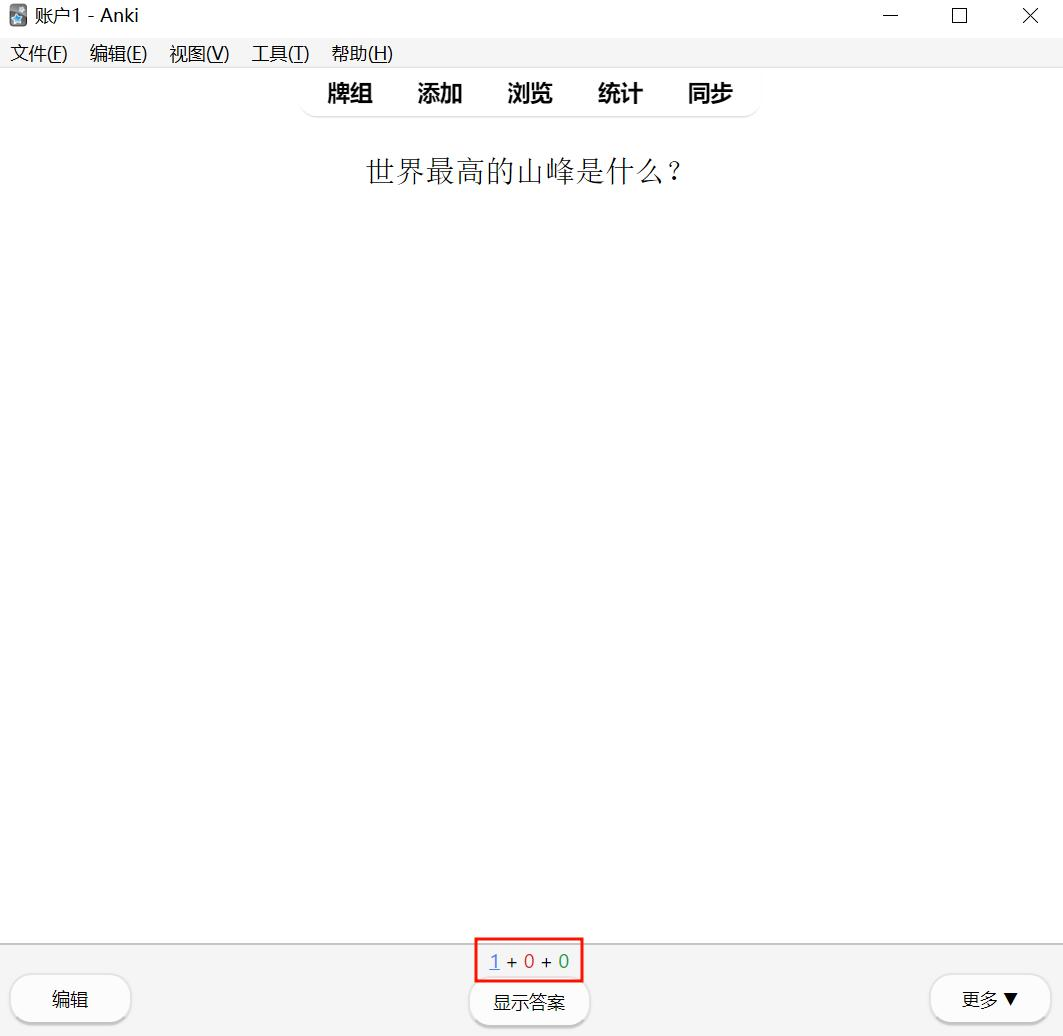 账户1 - Anki
文件(F) 编辑(E) 视图(V) 工具(T) 帮助(H)
牌组 添加 浏览 统计 同步
世界最高的山峰是什么？
1 + 0 + 0
编辑 显示答案 更多 ▼